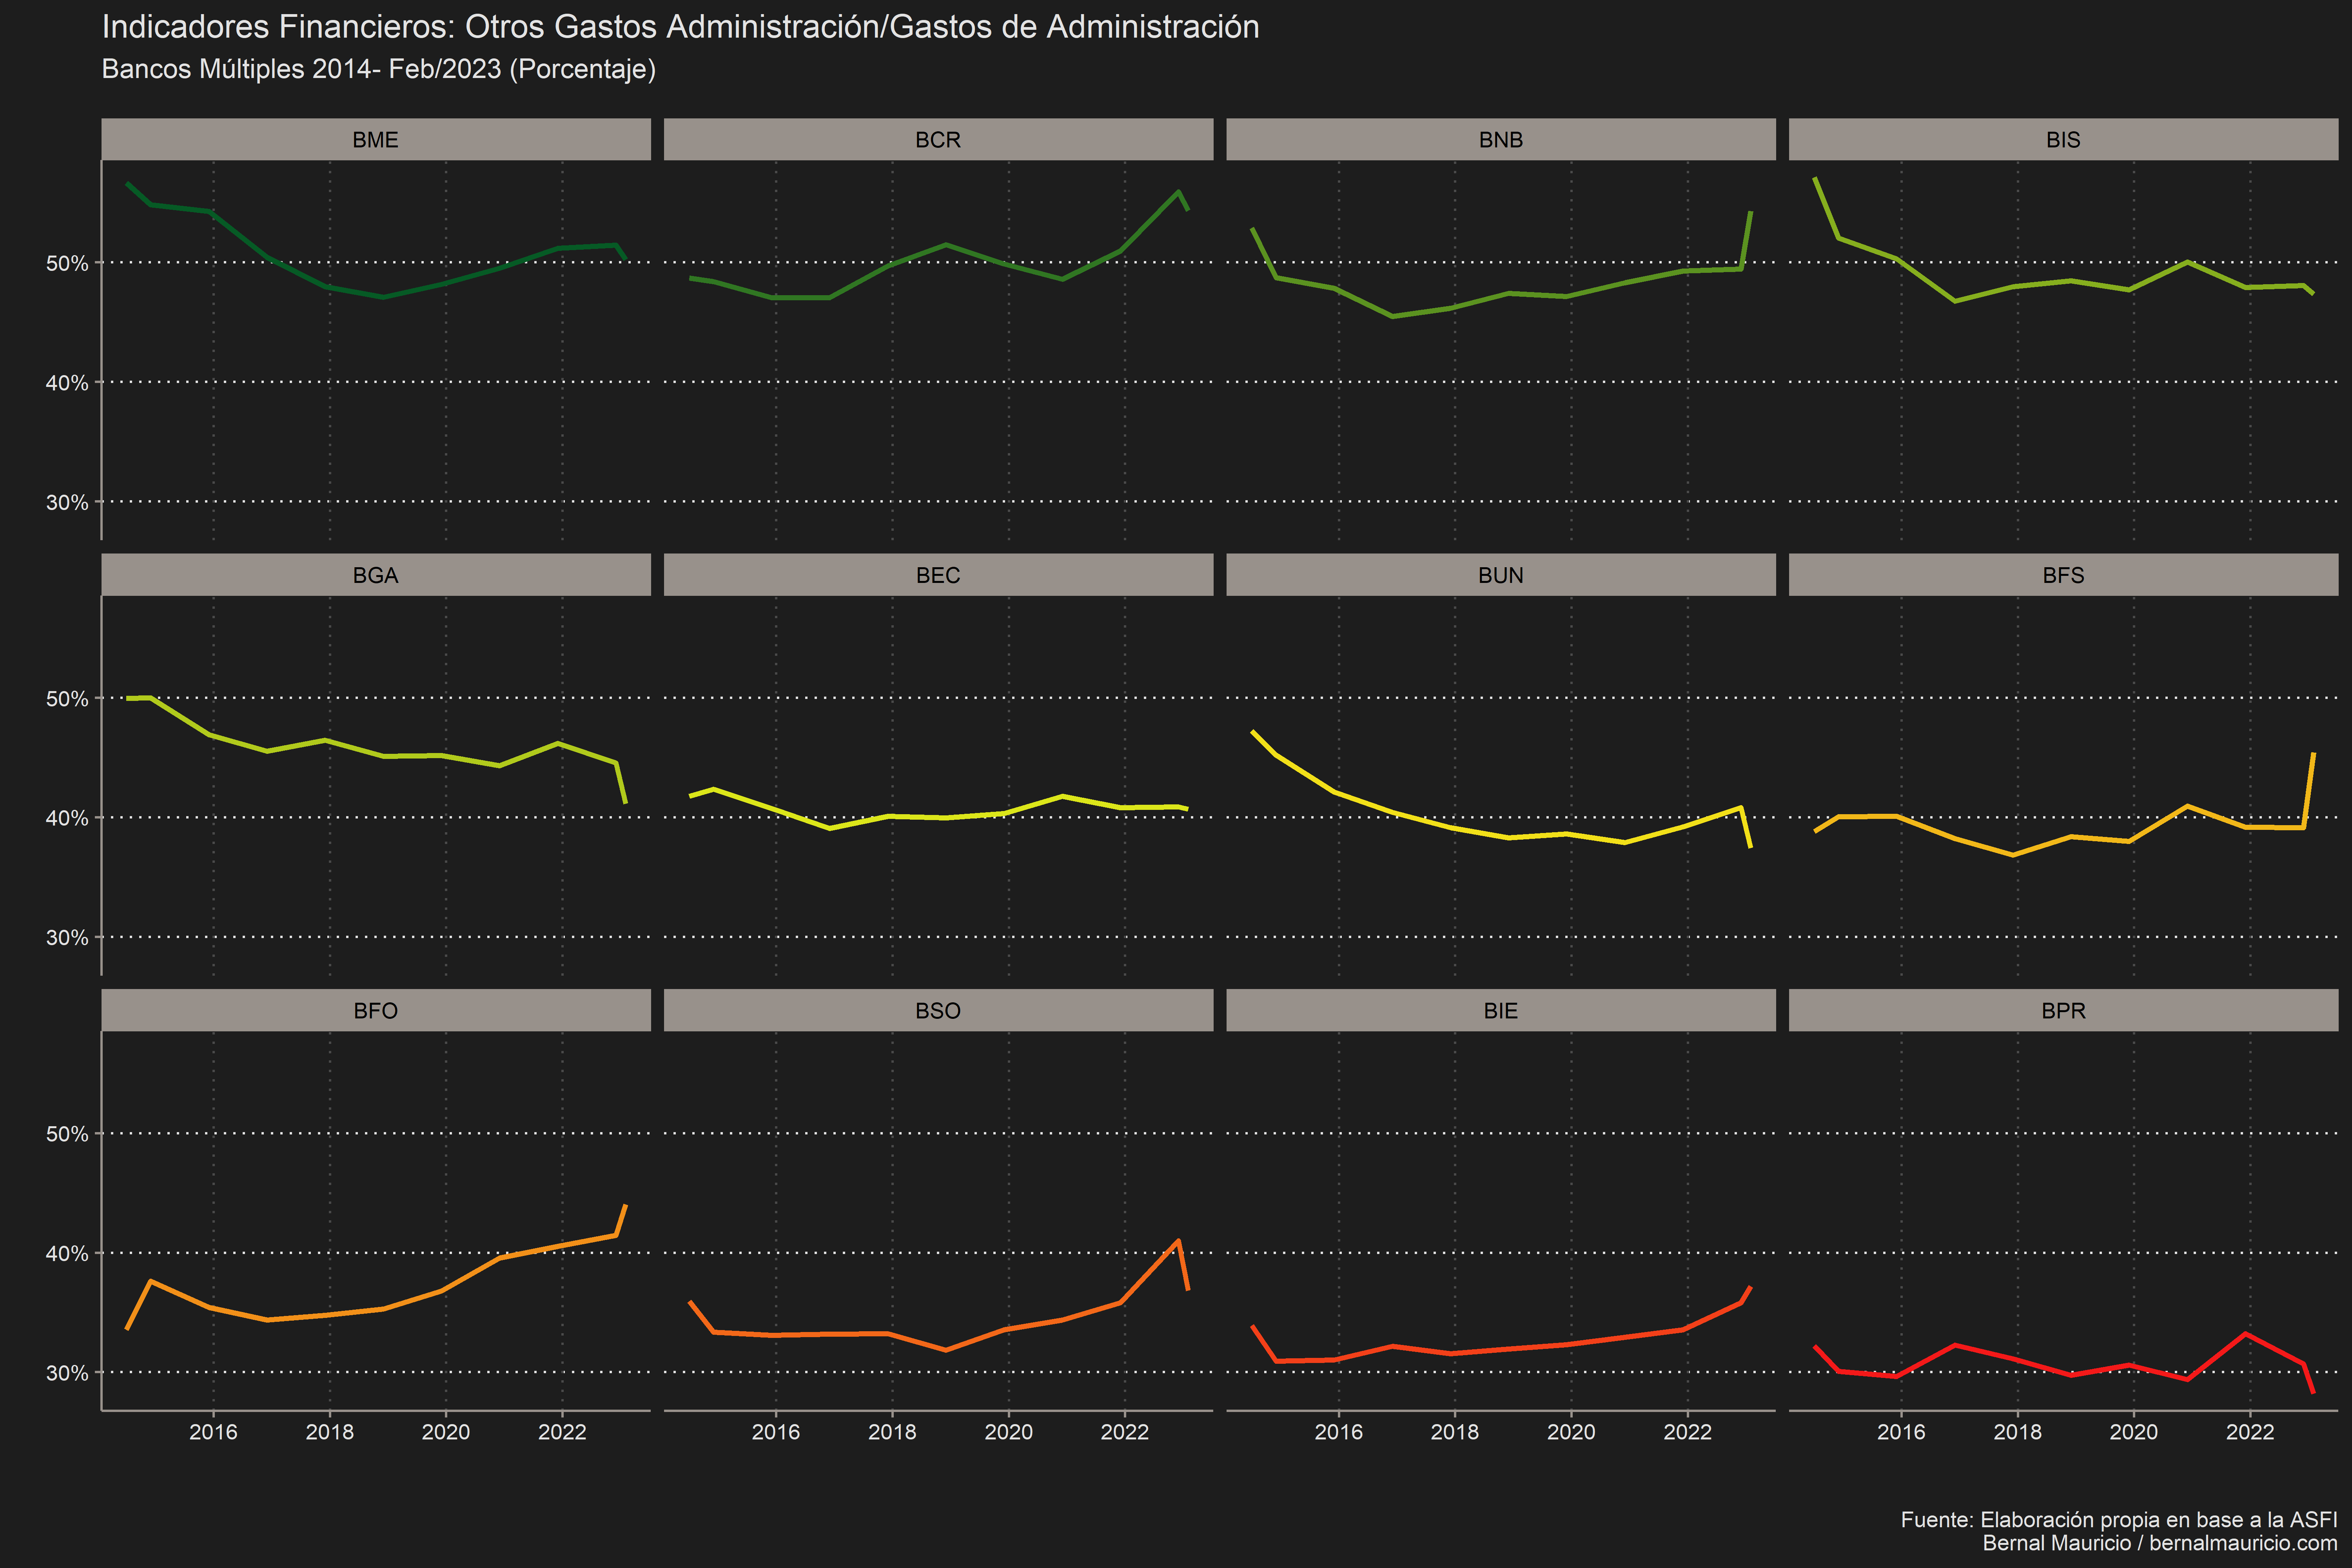 Indicadores Financieros: Otros Gastos Administración/Gastos de Administración
Bancos Múltiples 2014- Feb/2023 (Porcentaje)
BME BCR BNB BIS
50%
40%
30%
BGA BEC BUN BFS
50%
40%
30%
BFO BSO BIE BPR
50%
40%
30%
2016 2018 2020 2022 2016 2018 2020 2022 2016 2018 2020 2022 2016 2018 2020 2022
Fuente: Elaboración propia en base a la ASFI
Bernal Mauricio / bernalmauricio.com